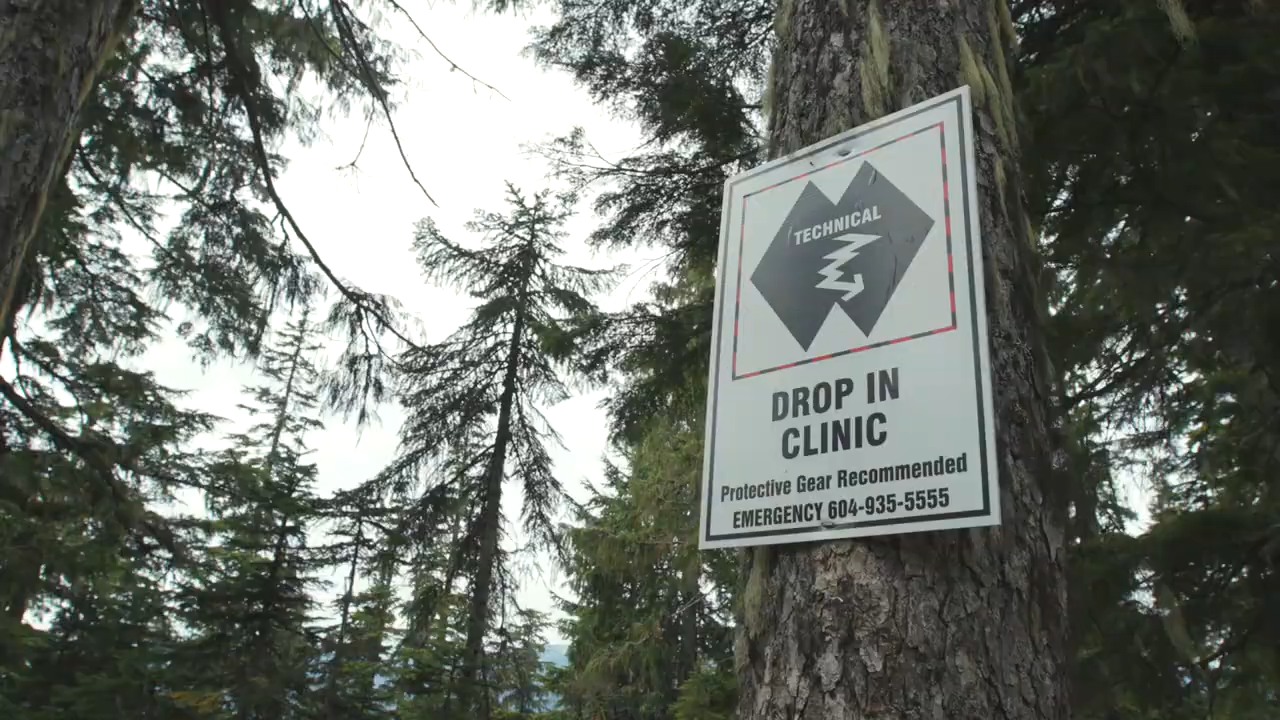 TECHNICAL
DROP IN
CLINIC
Protective Gear Recommended
EMERGENCY 604-935-5555